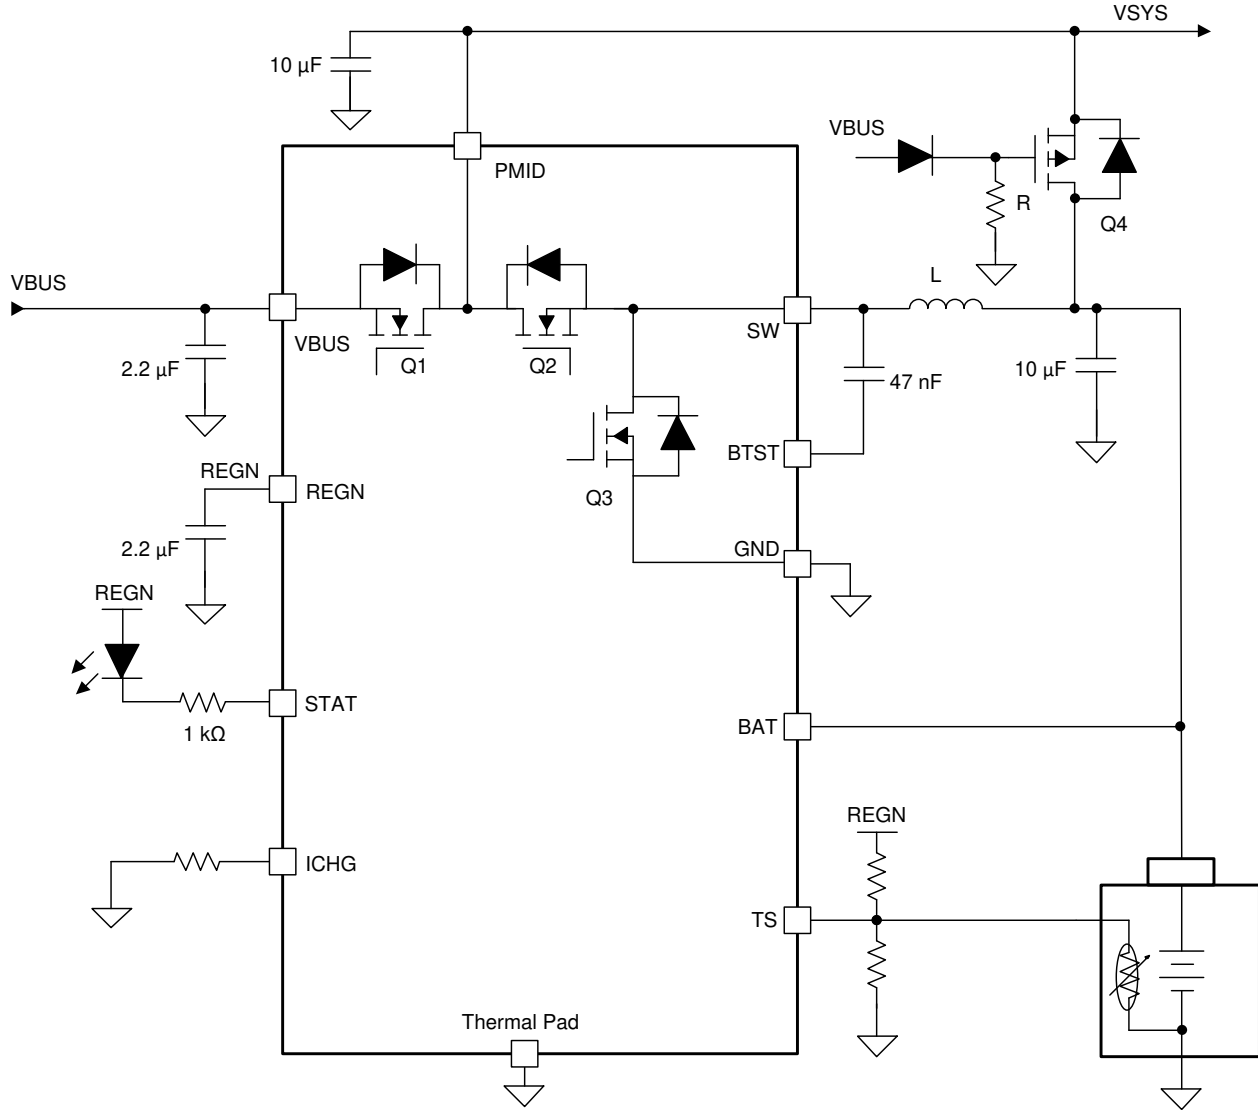 VSYS
10 µF
VBUS
PMID
R
Q4
VBUS
L
VBUS
SW
Q1
Q2
2.2 µF
47 nF
10 µF
BTST
REGN
REGN
Q3
2.2 µF
GND
REGN
STAT
1 kΩ
BAT
REGN
ICHG
TS
Thermal Pad